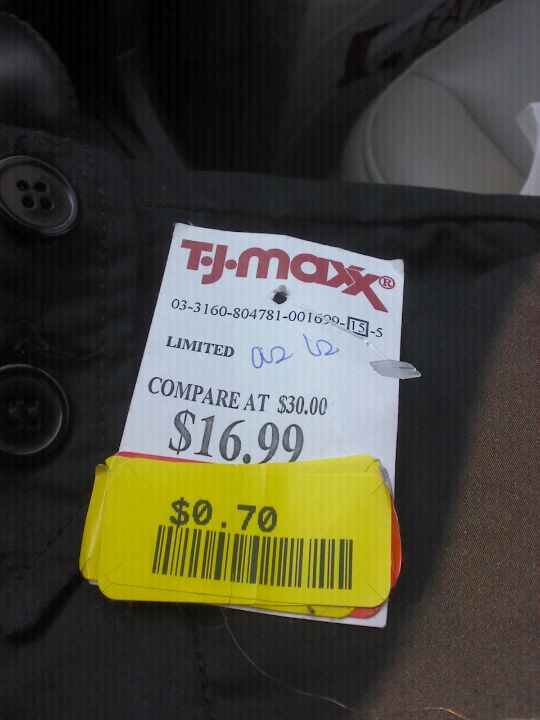 T·J·maxx®
03-3160-804781-001699-15-5
LIMITED
COMPARE AT $30.00
$16.99
$0.70